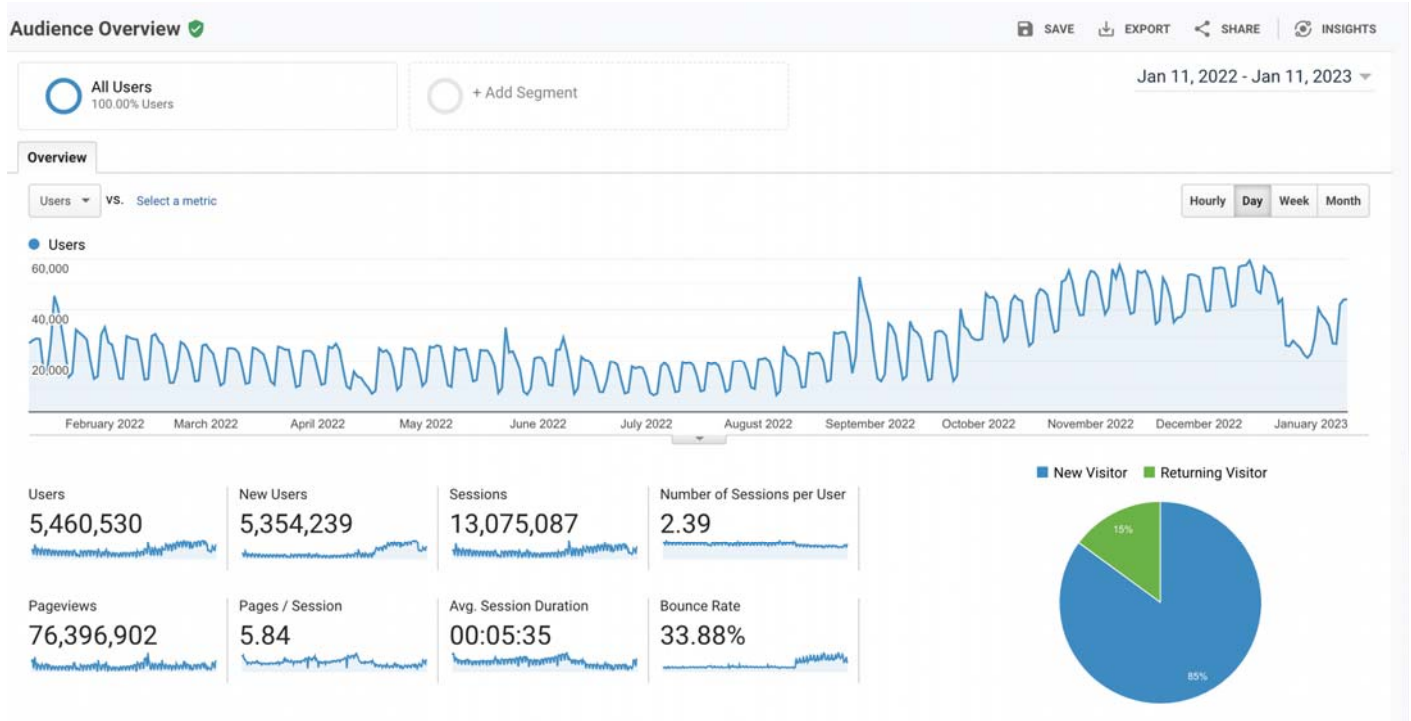 Audience Overview
SAVE EXPORT SHARE INSIGHTS
All Users
100.00% Users
+ Add Segment
Jan 11, 2022 - Jan 11, 2023
Overview
Users VS. Select a metric
Hourly Day Week Month
Users
60,000
40,000
20,000
February 2022 March 2022 April 2022 May 2022 June 2022 July 2022 August 2022 September 2022 October 2022 November 2022 December 2022 January 2023
New Visitor Returning Visitor
Users New Users Sessions Number of Sessions per User
5,460,530 5,354,239 13,075,087 2.39
15%
Pageviews Pages / Session Avg. Session Duration Bounce Rate
76,396,902 5.84 00:05:35 33.88%
85%